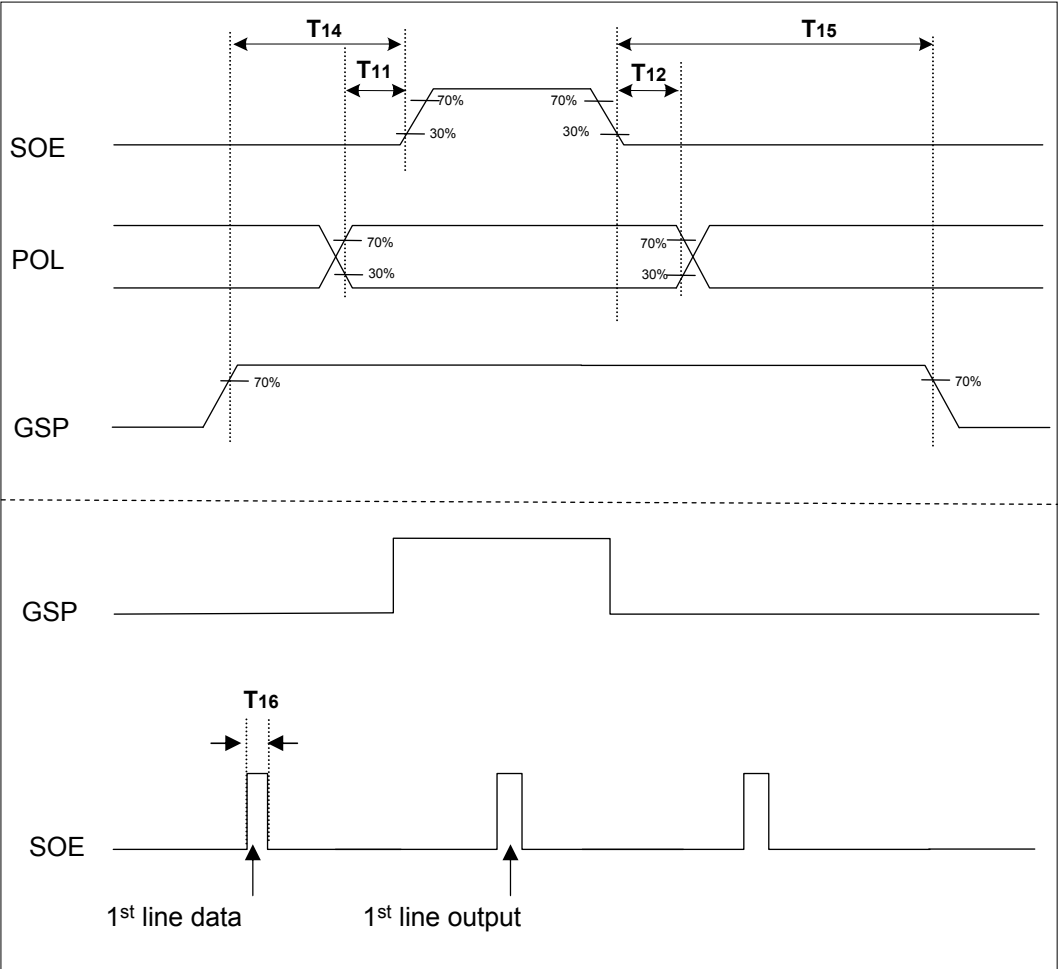 T14
T15
T11
T12
70%
70%
SOE
30%
30%
POL
70%
70%
30%
30%
GSP
70%
70%
GSP
T16
SOE
1st line data
1st line output